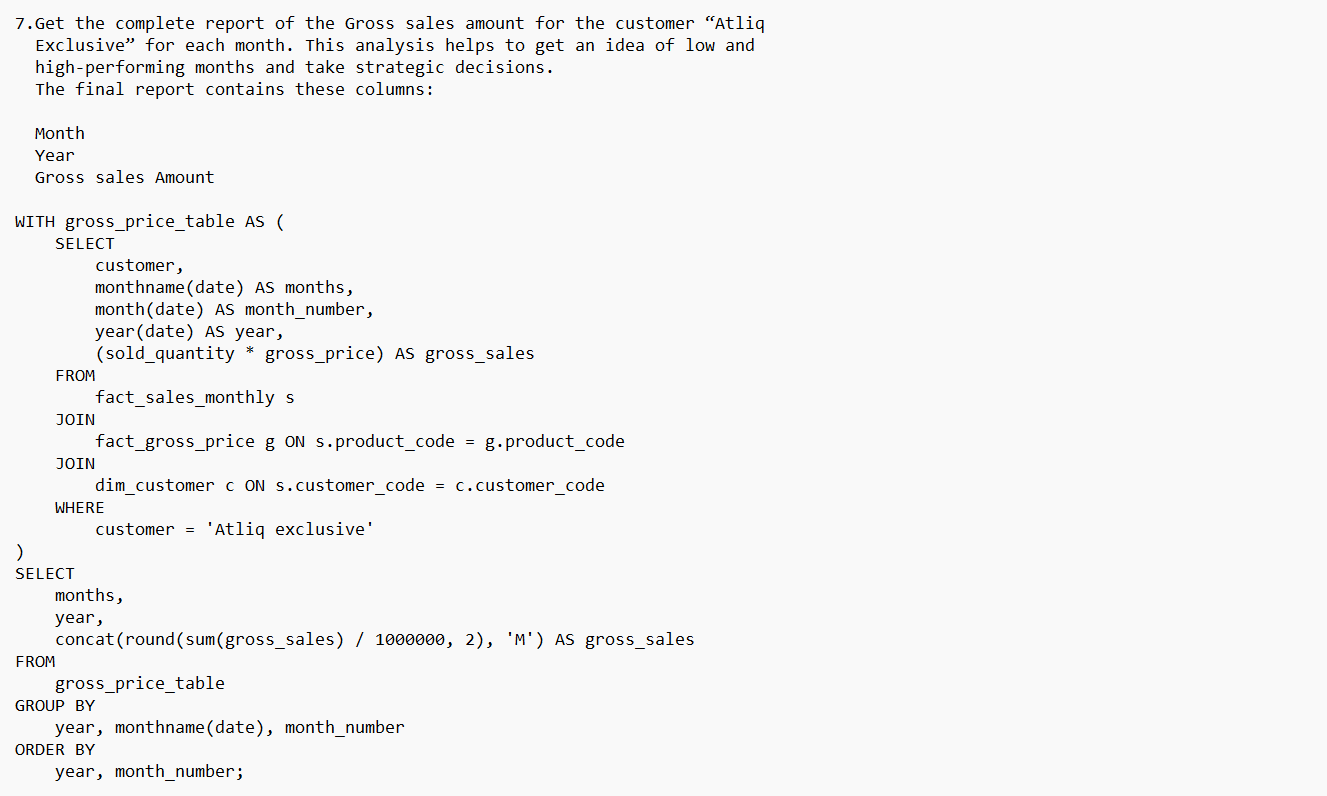 7.Get the complete report of the Gross sales amount for the customer “Atliq
Exclusive” for each month. This analysis helps to get an idea of low and
high-performing months and take strategic decisions.
The final report contains these columns:
Month
Year
Gross sales Amount
WITH gross_price_table AS (
SELECT
customer,
monthname(date) AS months,
month(date) AS month_number,
year(date) AS year,
(sold_quantity * gross_price) AS gross_sales
FROM
fact_sales_monthly s
JOIN
fact_gross_price g ON s.product_code = g.product_code
JOIN
dim_customer c ON s.customer_code = c.customer_code
WHERE
customer = 'Atliq exclusive'
)
SELECT
months,
year,
concat(round(sum(gross_sales) / 1000000, 2), 'M') AS gross_sales
FROM
gross_price_table
GROUP BY
year, monthname(date), month_number
ORDER BY
year, month_number;